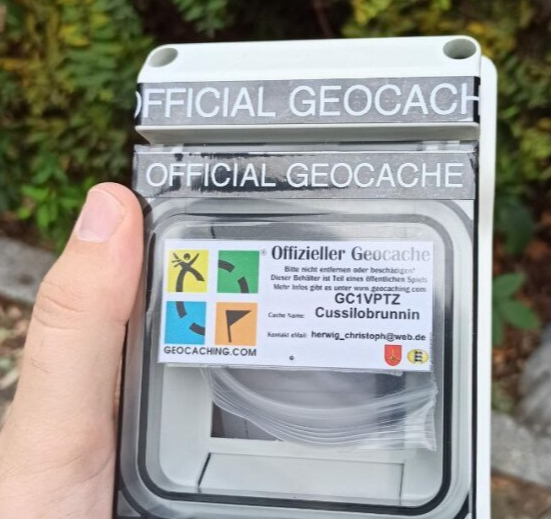 OFFICIAL GEOCACH
OFFICIAL GEOCACHE
® Offizieller Geocache
Bitte nicht entfernen oder beschädigen!
Dieser Behälter ist Teil eines öffentlichen Spiels
Mehr Infos gibt es unter www.geocaching.com
GC1VPTZ
Cache Name: Cussilobrunnin
Kontakt eMail: herwig_christoph@web.de
GEOCACHING.COM